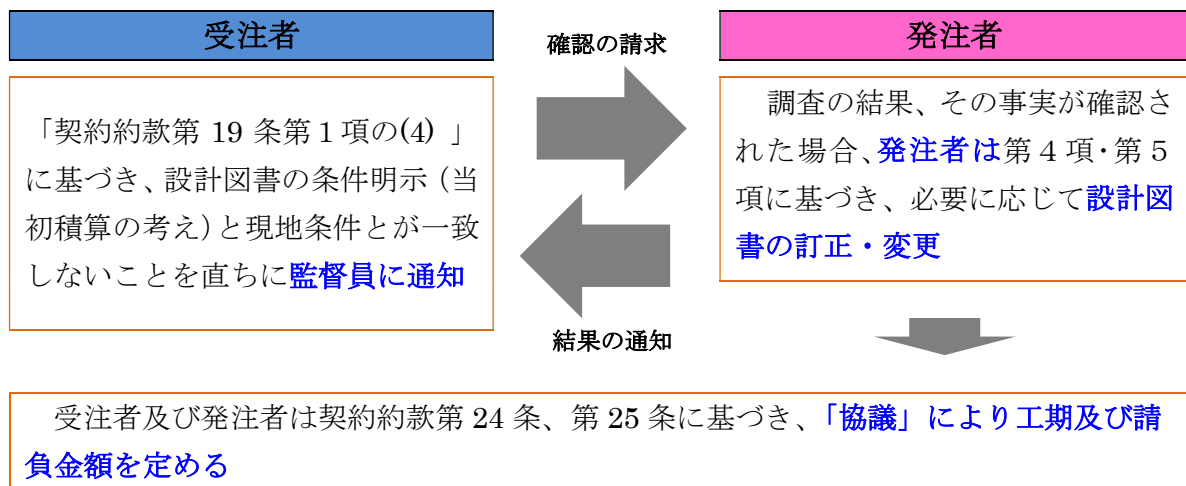 受注者
確認の請求
発注者
「契約約款第 19 条第１項の(4) 」
に基づき、設計図書の条件明示（当
初積算の考え）と現地条件とが一致
しないことを直ちに監督員に通知
調査の結果、その事実が確認さ
れた場合、発注者は第４項・第５
項に基づき、必要に応じて設計図
書の訂正・変更
結果の通知
受注者及び発注者は契約約款第 24 条、第 25 条に基づき、「協議」により工期及び請
負金額を定める